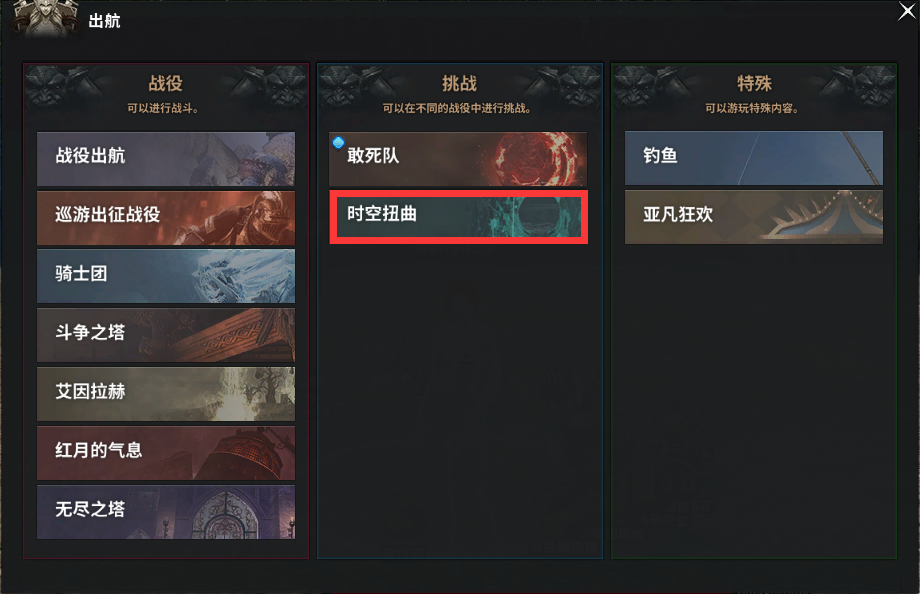 出航
战役
可以进行战斗。
战役出航
巡游出征战役
骑士团
斗争之塔
艾因拉赫
红月的气息
无尽之塔
挑战
可以在不同的战役中进行挑战。
敢死队
时空扭曲
特殊
可以游玩特殊内容。
钓鱼
亚凡狂欢